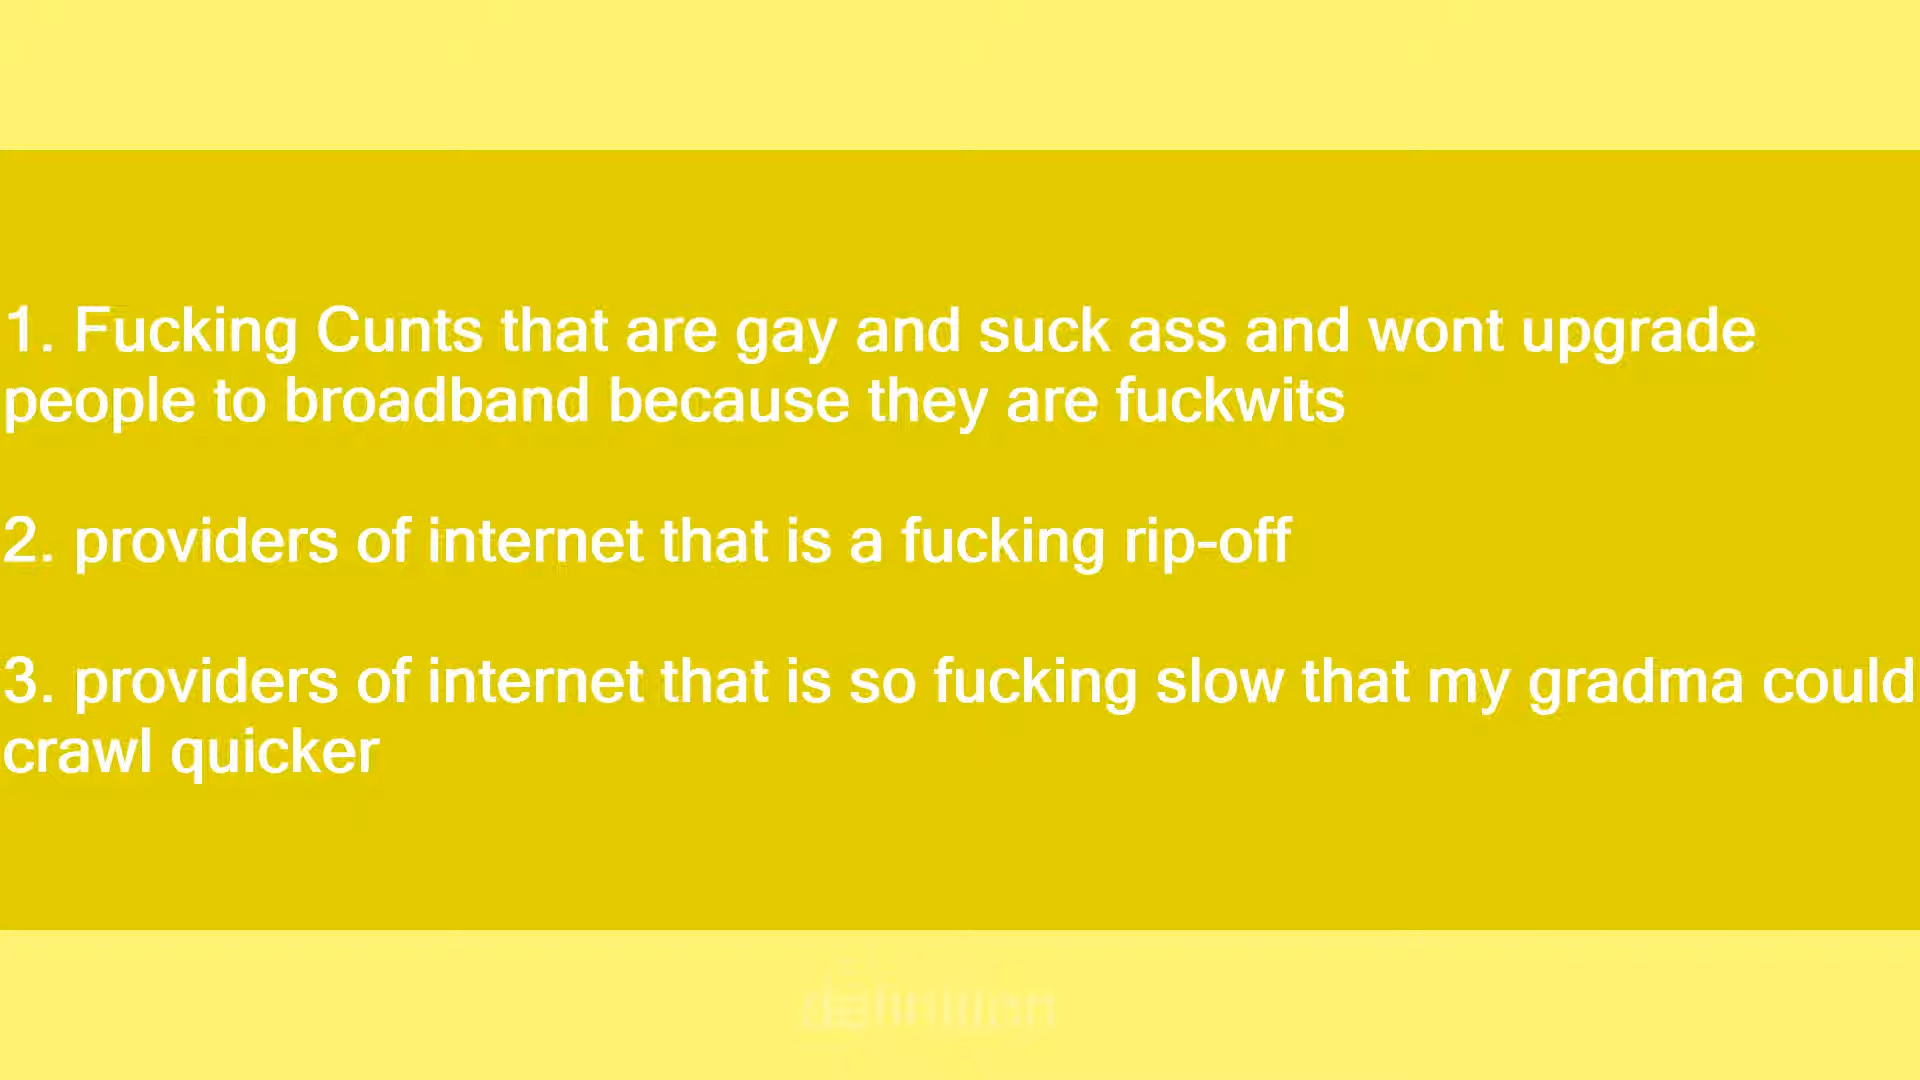 1. Fucking Cunts that are gay and suck ass and wont upgrade
people to broadband because they are fuckwits
2. providers of internet that is a fucking rip-off
3. providers of internet that is so fucking slow that my gradma could
crawl quicker
definition